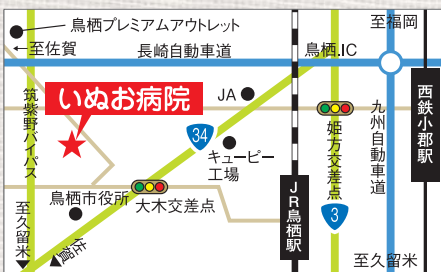 鳥栖プレミアムアウトレット
至福岡
←至佐賀
長崎自動車道
鳥栖.IC
筑紫野バイパス
いぬお病院
JA
34
キューピー
工場
姫方交差点
九州自動車道
西鉄小郡駅
鳥栖市役所
大木交差点
JR鳥栖駅
3
至久留米
佐賀
至久留米